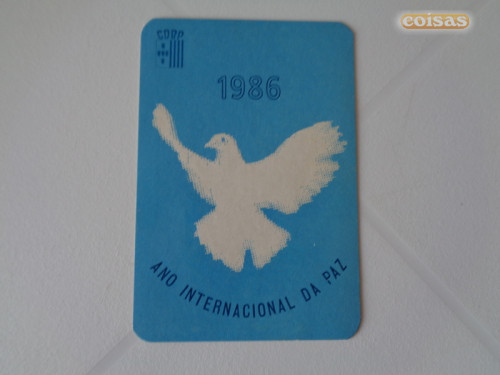 coisas
1986
ANO INTERNACIONAL DA PAZ